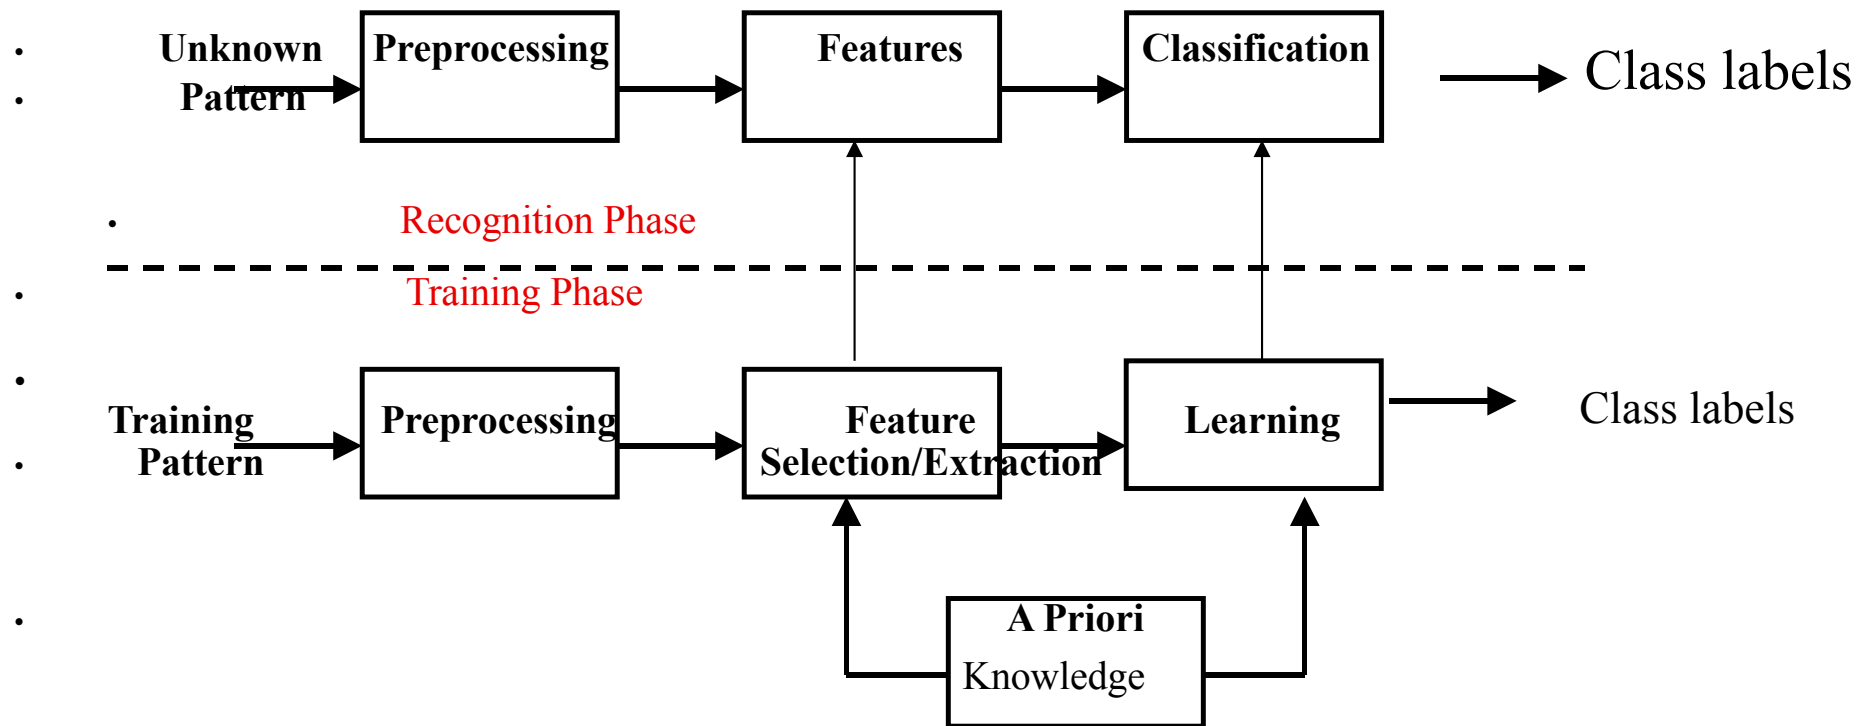 Unknown
Pattern
Preprocessing
Features
Classification
Class labels
Recognition Phase
Training Phase
Training
Pattern
Preprocessing
Feature
Selection/Extraction
Learning
Class labels
A Priori
Knowledge